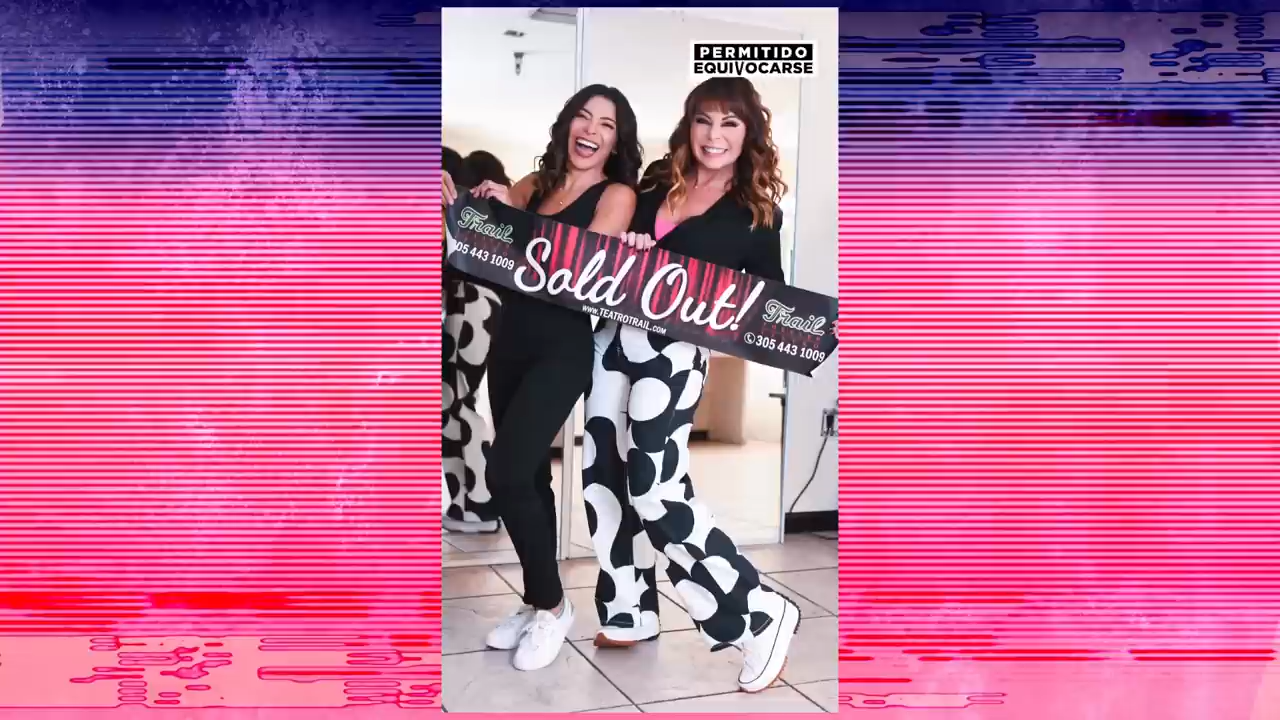 PERMITIDO
EQUIVOCARSE
Trail
305 443 1009
Sold Out!
www.TEATROTRAIL.com
Trail
305 443 1009